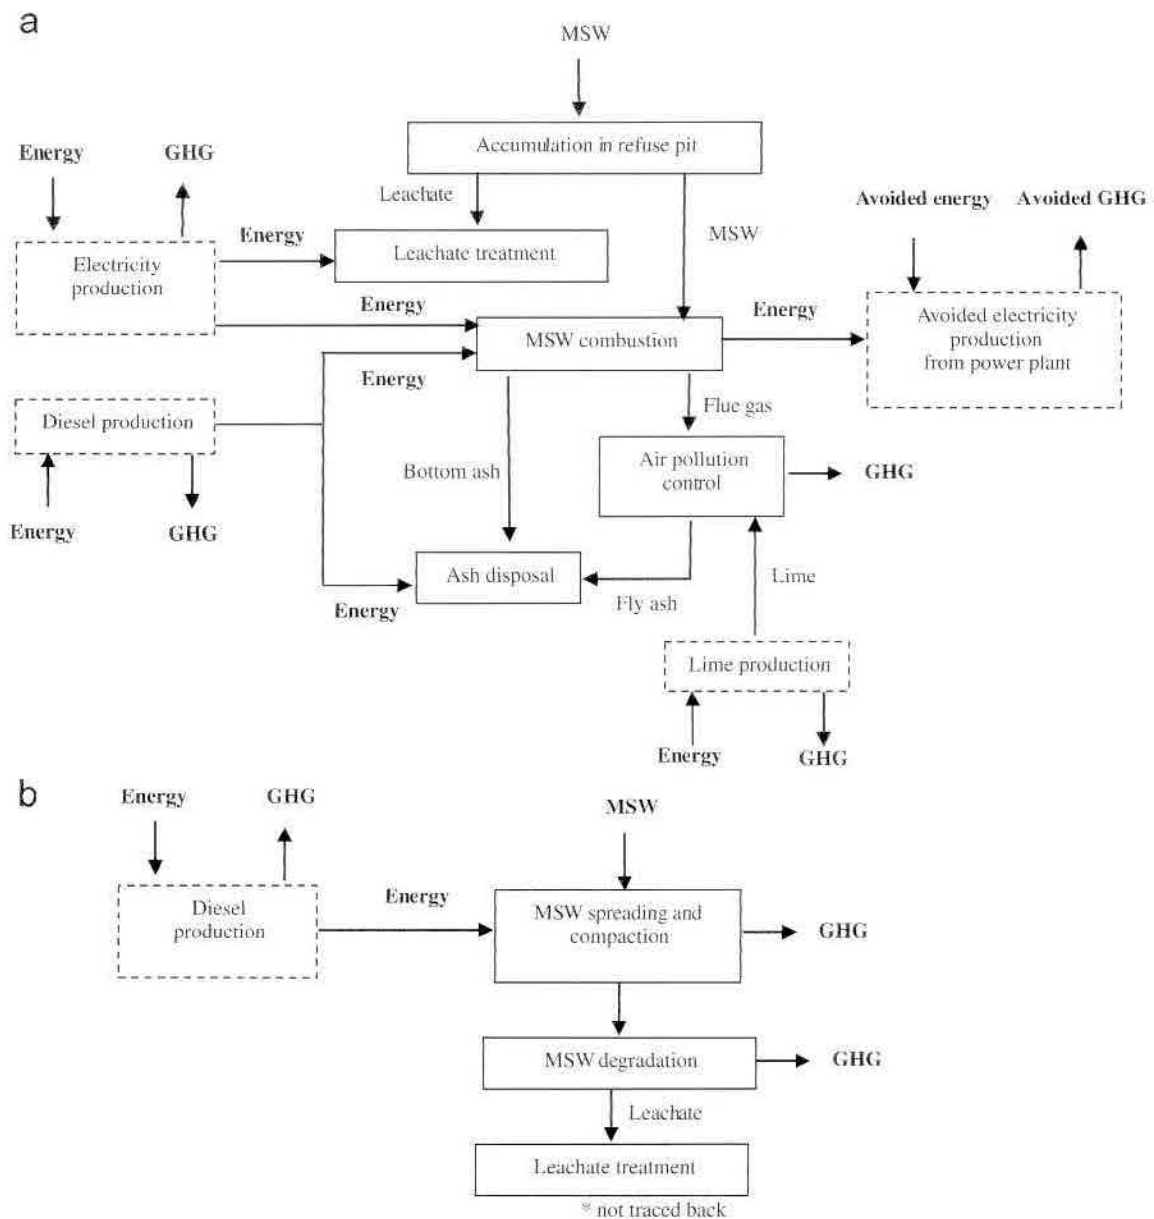 a
MSW
Accumulation in refuse pit
Energy
GHG
Leachate
Avoided energy
Avoided GHG
MSW
Energy
Leachate treatment
Electricity
production
Energy
Energy
MSW combustion
Avoided electricity
production
from power plant
Energy
Diesel production
Flue gas
Bottom ash
Air pollution
control
GHG
Energy
GHG
Ash disposal
Lime
Energy
Fly ash
Lime production
Energy
GHG
b
Energy
GHG
MSW
Energy
Diesel
production
MSW spreading and
compaction
GHG
MSW degradation
GHG
Leachate
Leachate treatment
* not traced back